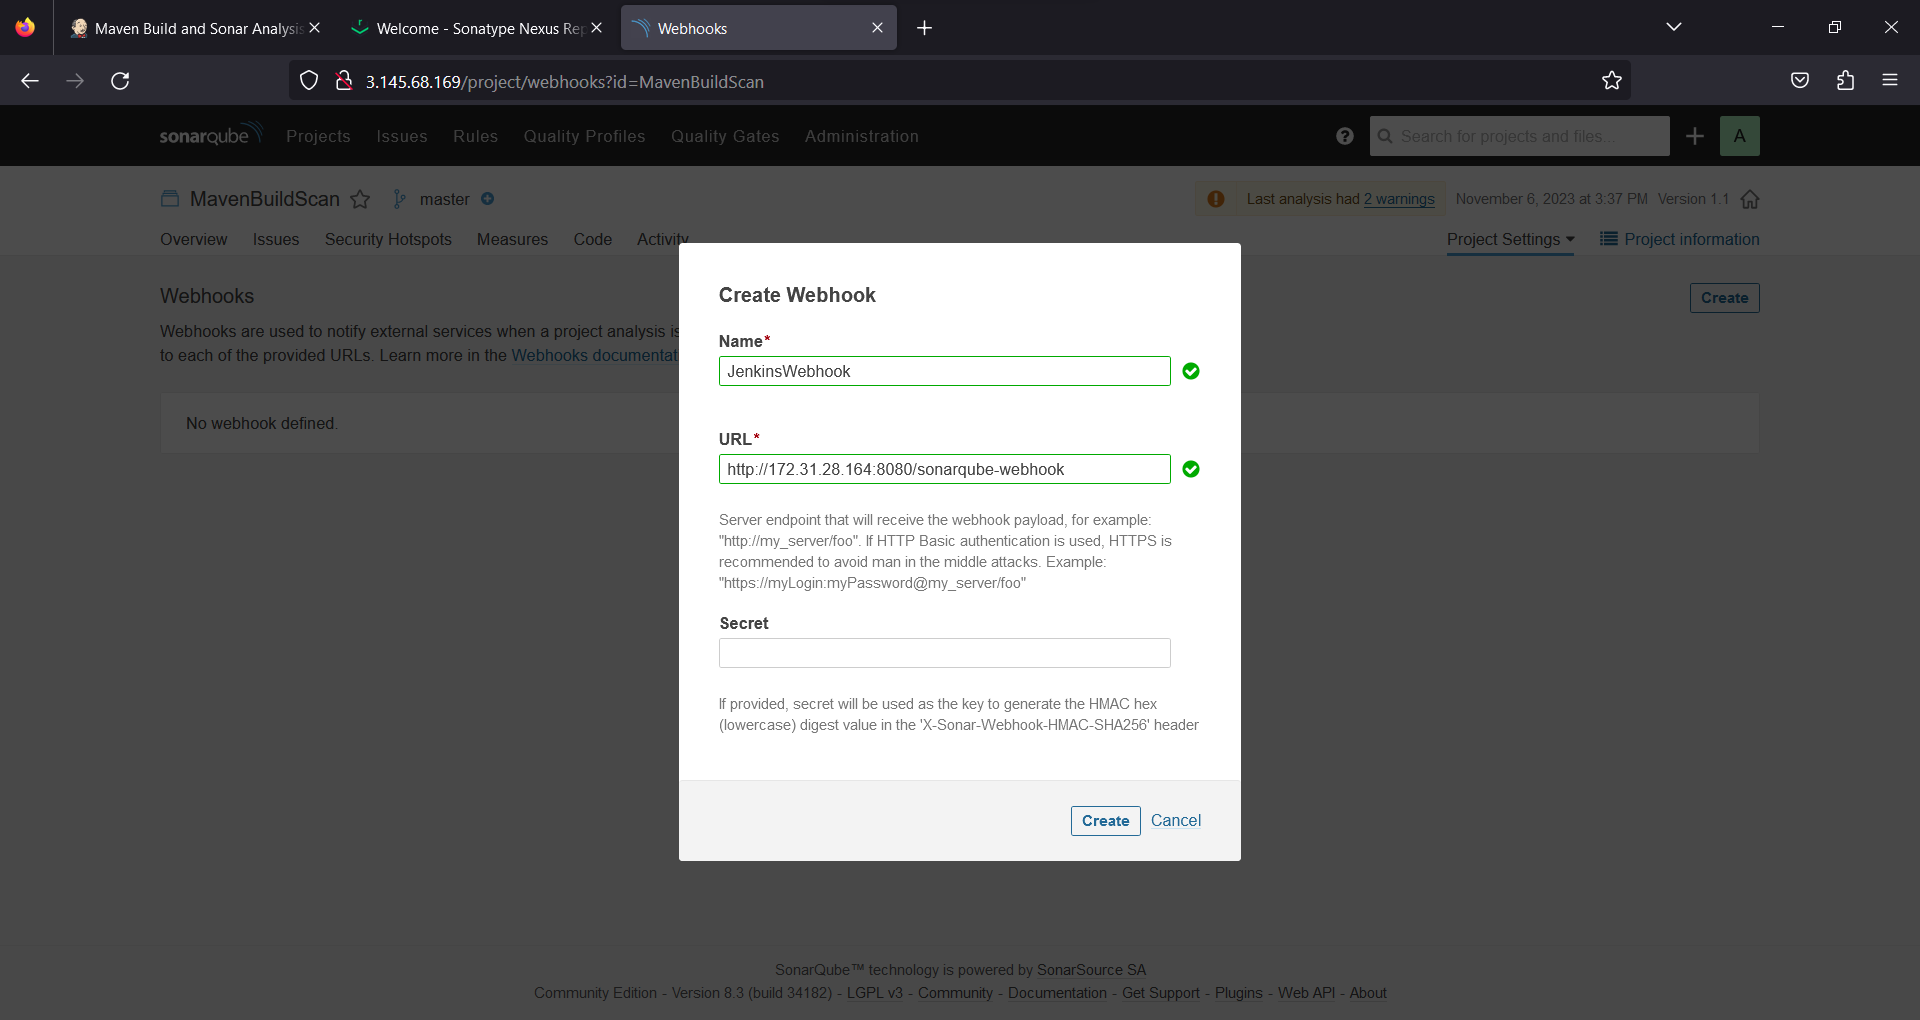 Maven Build and Sonar Analysis
Welcome - Sonatype Nexus Rep
Webhooks
3.145.68.169/project/webhooks?id=MavenBuildScan
sonarqube
Projects
Issues
Rules
Quality Profiles
Quality Gates
Administration
Search for projects and files...
A
MavenBuildScan
master
Last analysis had 2 warnings
November 6, 2023 at 3:37 PM
Version 1.1
Overview
Issues
Security Hotspots
Measures
Code
Activity
Project Settings
Project information
Webhooks
Create
Webhooks are used to notify external services when a project analysis is
to each of the provided URLs. Learn more in the Webhooks documentat
No webhook defined.
Create Webhook
Name*
JenkinsWebhook
URL*
http://172.31.28.164:8080/sonarqube-webhook
Server endpoint that will receive the webhook payload, for example:
"http://my_server/foo". If HTTP Basic authentication is used, HTTPS is
recommended to avoid man in the middle attacks. Example:
"https://myLogin:myPassword@my_server/foo"
Secret
If provided, secret will be used as the key to generate the HMAC hex
(lowercase) digest value in the 'X-Sonar-Webhook-HMAC-SHA256' header
Create
Cancel
SonarQube™ technology is powered by SonarSource SA
Community Edition - Version 8.3 (build 34182) - LGPL v3 - Community - Documentation - Get Support - Plugins - Web API - About